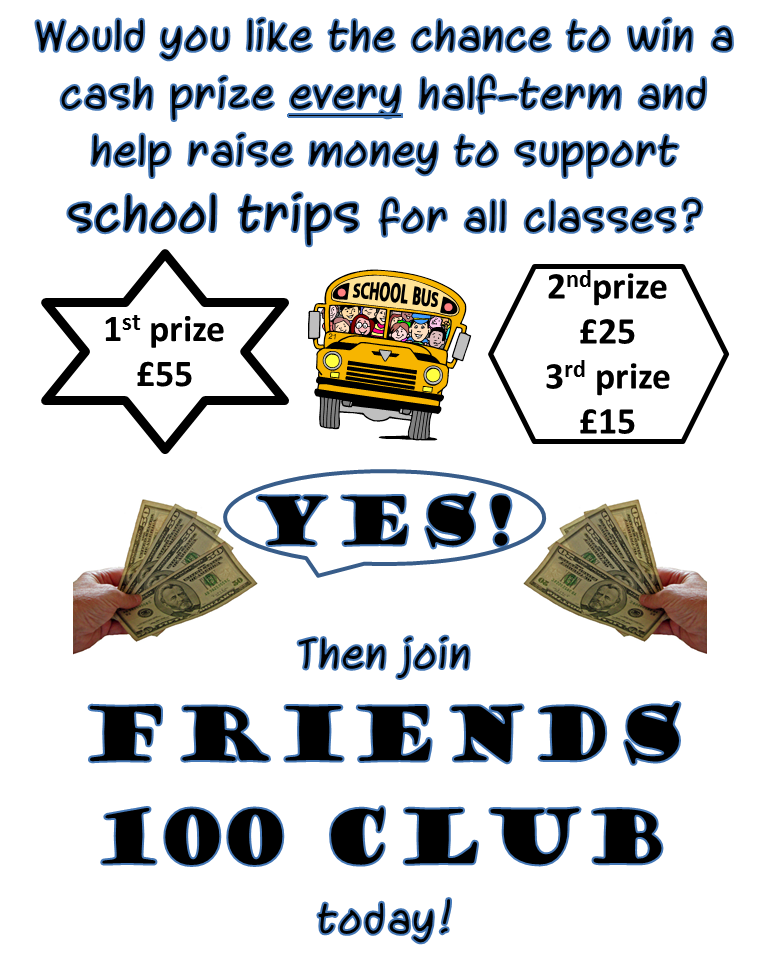 Would you like the chance to win a
cash prize every half-term and
help raise money to support
school trips for all classes?
1st prize
£55
SCHOOL BUS
21
2ndprize
£25
3rd prize
£15
YES!
Then join
FRIENDS
100 CLUB
today!